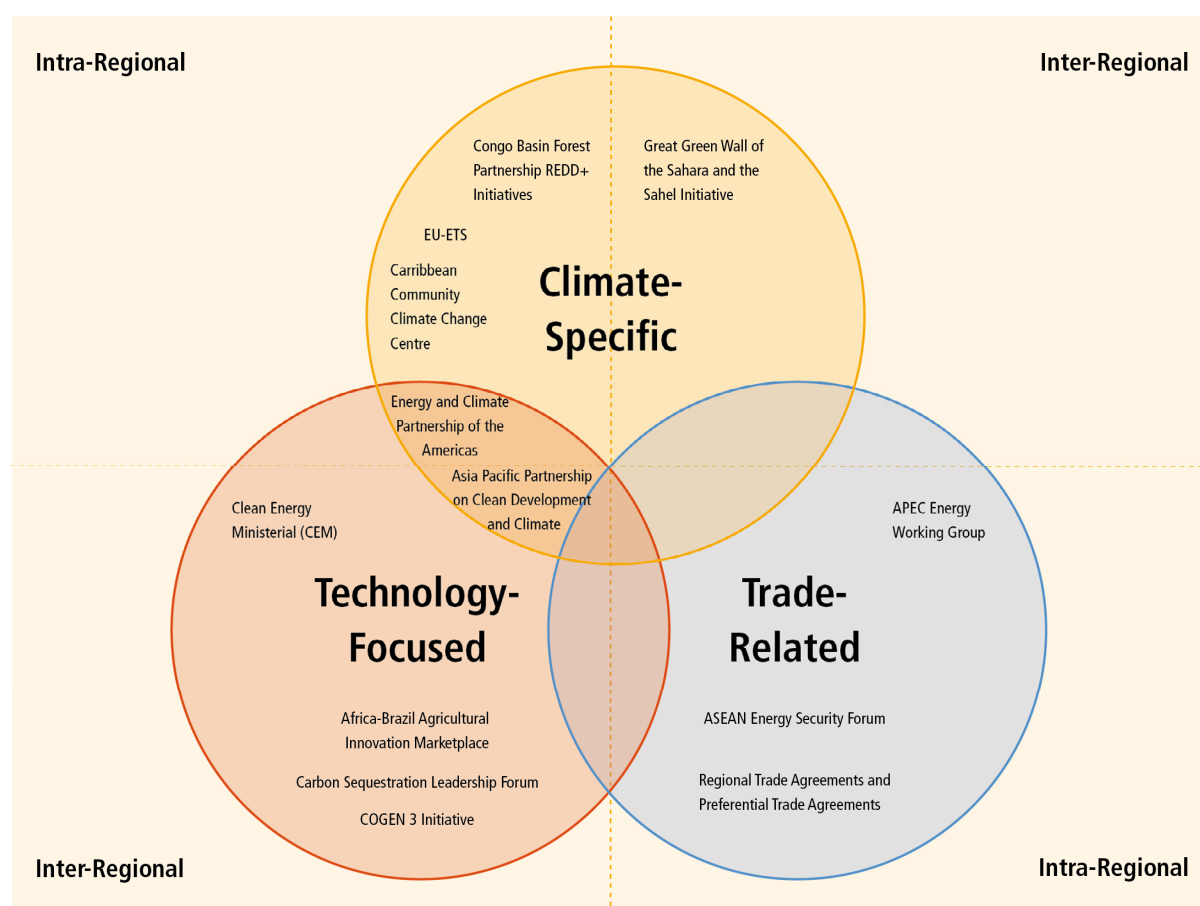 Intra-Regional
Inter-Regional
Congo Basin Forest
Partnership REDD+
Initiatives
Great Green Wall of
the Sahara and the
Sahel Initiative
EU-ETS
Carribbean
Community
Climate Change
Centre
Climate-
Specific
Energy and Climate
Partnership of the
Americas
Asia Pacific Partnership
on Clean Development
and Climate
Clean Energy
Ministerial (CEM)
APEC Energy
Working Group
Technology-
Focused
Trade-
Related
Africa-Brazil Agricultural
Innovation Marketplace
Carbon Sequestration Leadership Forum
COGEN 3 Initiative
ASEAN Energy Security Forum
Regional Trade Agreements and
Preferential Trade Agreements
Inter-Regional
Intra-Regional